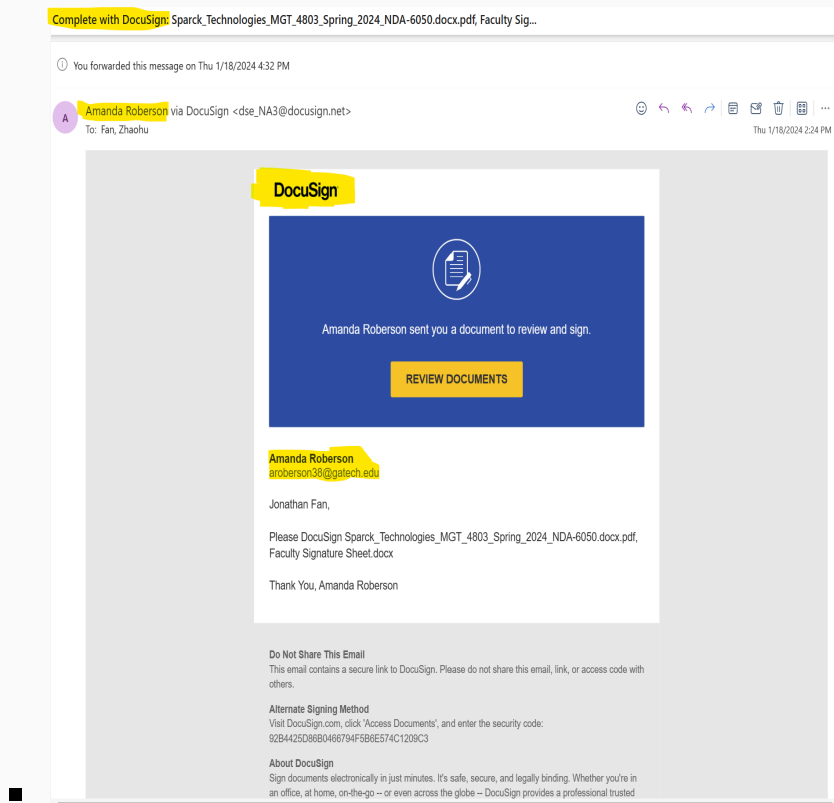 Complete with DocuSign: Sparck_Technologies_MGT_4803_Spring_2024_NDA-6050.docx.pdf, Faculty Sig...
You forwarded this message on Thu 1/18/2024 4:32 PM
A
Amanda Roberson via DocuSign <dse_NA3@docusign.net>
To: Fan, Zhaohu
Thu 1/18/2024 2:24 PM
DocuSign
Amanda Roberson sent you a document to review and sign.
REVIEW DOCUMENTS
Amanda Roberson
aroberson38@gatech.edu
Jonathan Fan,
Please DocuSign Sparck_Technologies_MGT_4803_Spring_2024_NDA-6050.docx.pdf,
Faculty Signature Sheet.docx
Thank You, Amanda Roberson
Do Not Share This Email
This email contains a secure link to DocuSign. Please do not share this email, link, or access code with
others.
Alternate Signing Method
Visit DocuSign.com, click 'Access Documents', and enter the security code:
92B4425D86B0466794F5B6E574C1209C3
About DocuSign
Sign documents electronically in just minutes. It's safe, secure, and legally binding. Whether you're in
an office, at home, on-the-go -- or even across the globe -- DocuSign provides a professional trusted